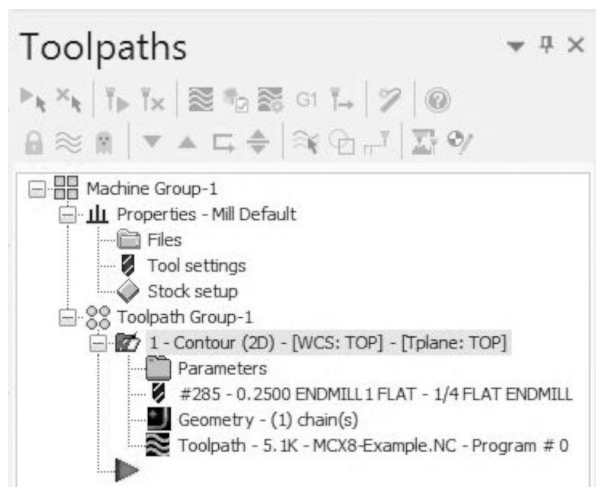 Toolpaths
G1
Machine Group-1
Properties - Mill Default
Files
Tool settings
Stock setup
Toolpath Group-1
1 - Contour (2D) - [WCS: TOP] - [Tplane: TOP]
Parameters
#285 - 0.2500 ENDMILL1 FLAT - 1/4 FLAT ENDMILL
Geometry - (1) chain(s)
Toolpath - 5.1K - MCX8-Example.NC - Program # 0